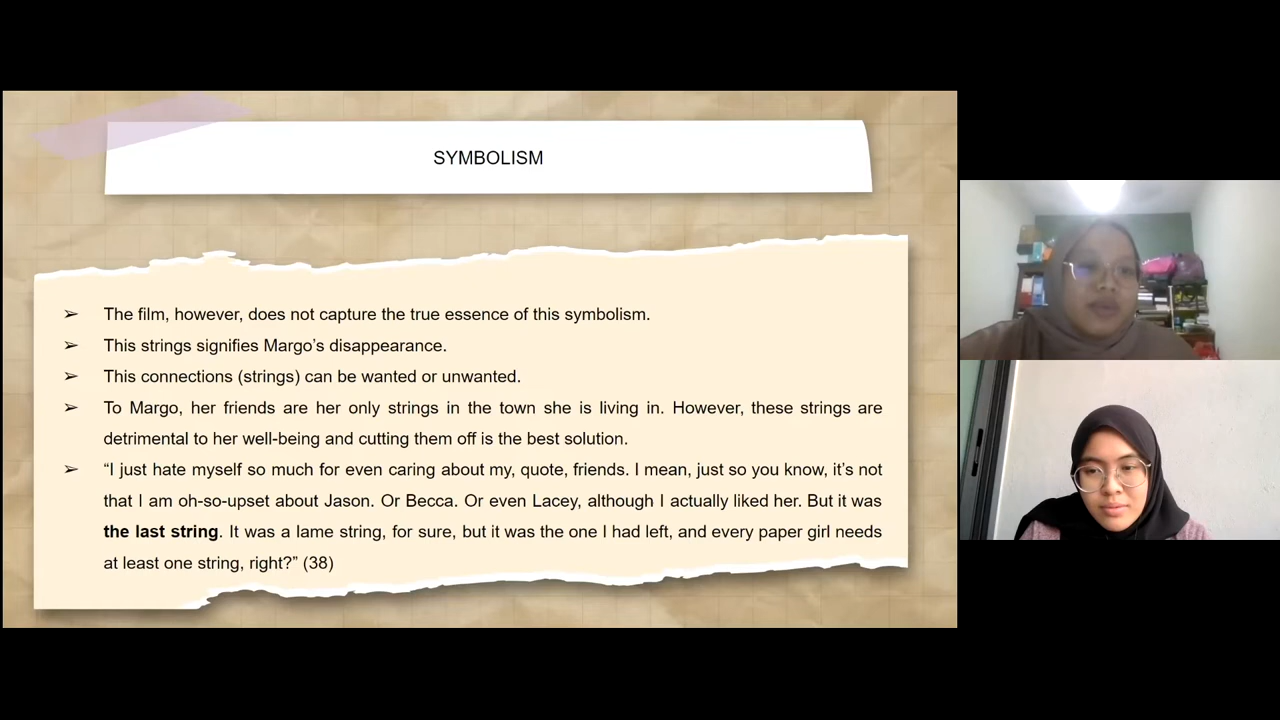 SYMBOLISM
➢ The film, however, does not capture the true essence of this symbolism.
➢ This strings signifies Margo’s disappearance.
➢ This connections (strings) can be wanted or unwanted.
➢ To Margo, her friends are her only strings in the town she is living in. However, these strings are
detrimental to her well-being and cutting them off is the best solution.
➢ “I just hate myself so much for even caring about my, quote, friends. I mean, just so you know, it’s not
that I am oh-so-upset about Jason. Or Becca. Or even Lacey, although I actually liked her. But it was
the last string. It was a lame string, for sure, but it was the one I had left, and every paper girl needs
at least one string, right?” (38)